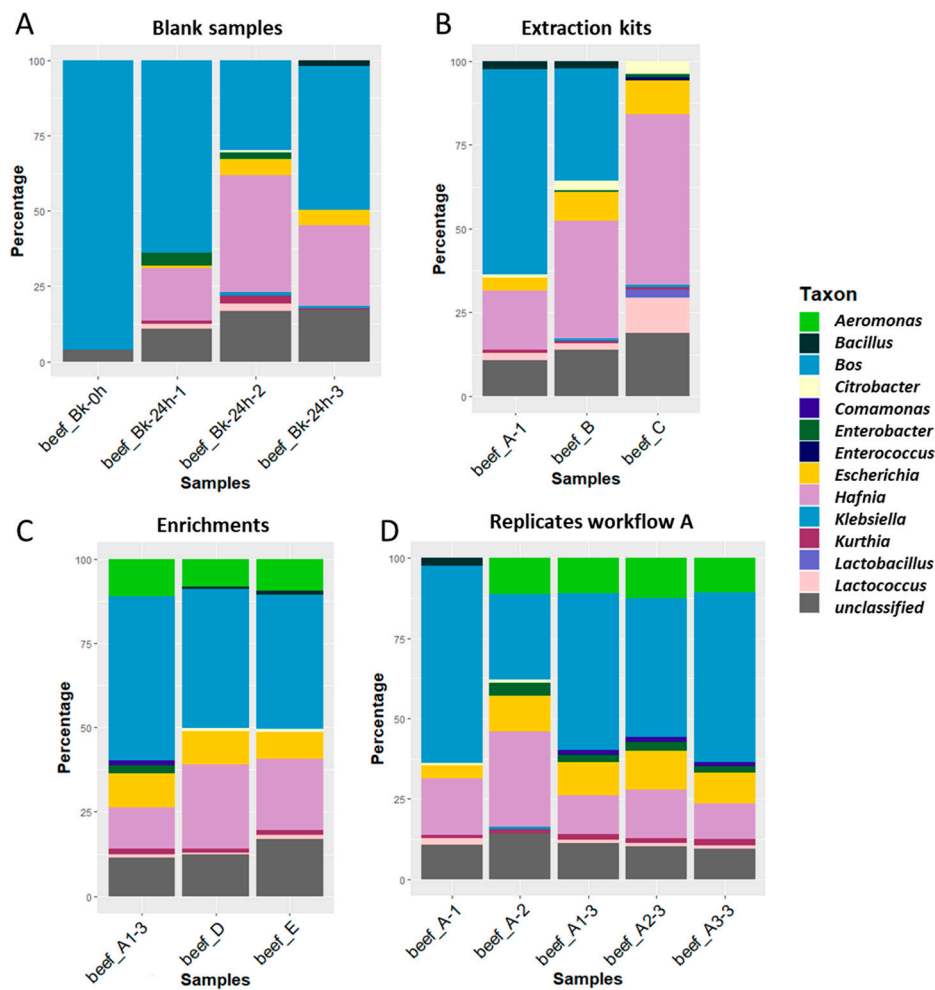 A
Blank samples
Percentage
100
75
50
25
0
beef_Bk-0h
beef_Bk-24h-1
beef_Bk-24h-2
beef_Bk-24h-3
Samples
B
Extraction kits
Percentage
100
75
50
25
0
beef_A-1
beef_B
beef_C
Samples
Taxon
Aeromonas
Bacillus
Bos
Citrobacter
Comamonas
Enterobacter
Enterococcus
Escherichia
Hafnia
Klebsiella
Kurthia
Lactobacillus
Lactococcus
unclassified
C
Enrichments
Percentage
100
75
50
25
0
beef_A1-3
beef_D
beef_E
Samples
D
Replicates workflow A
Percentage
100
75
50
25
0
beef_A-1
beef_A-2
beef_A1-3
beef_A2-3
beef_A3-3
Samples